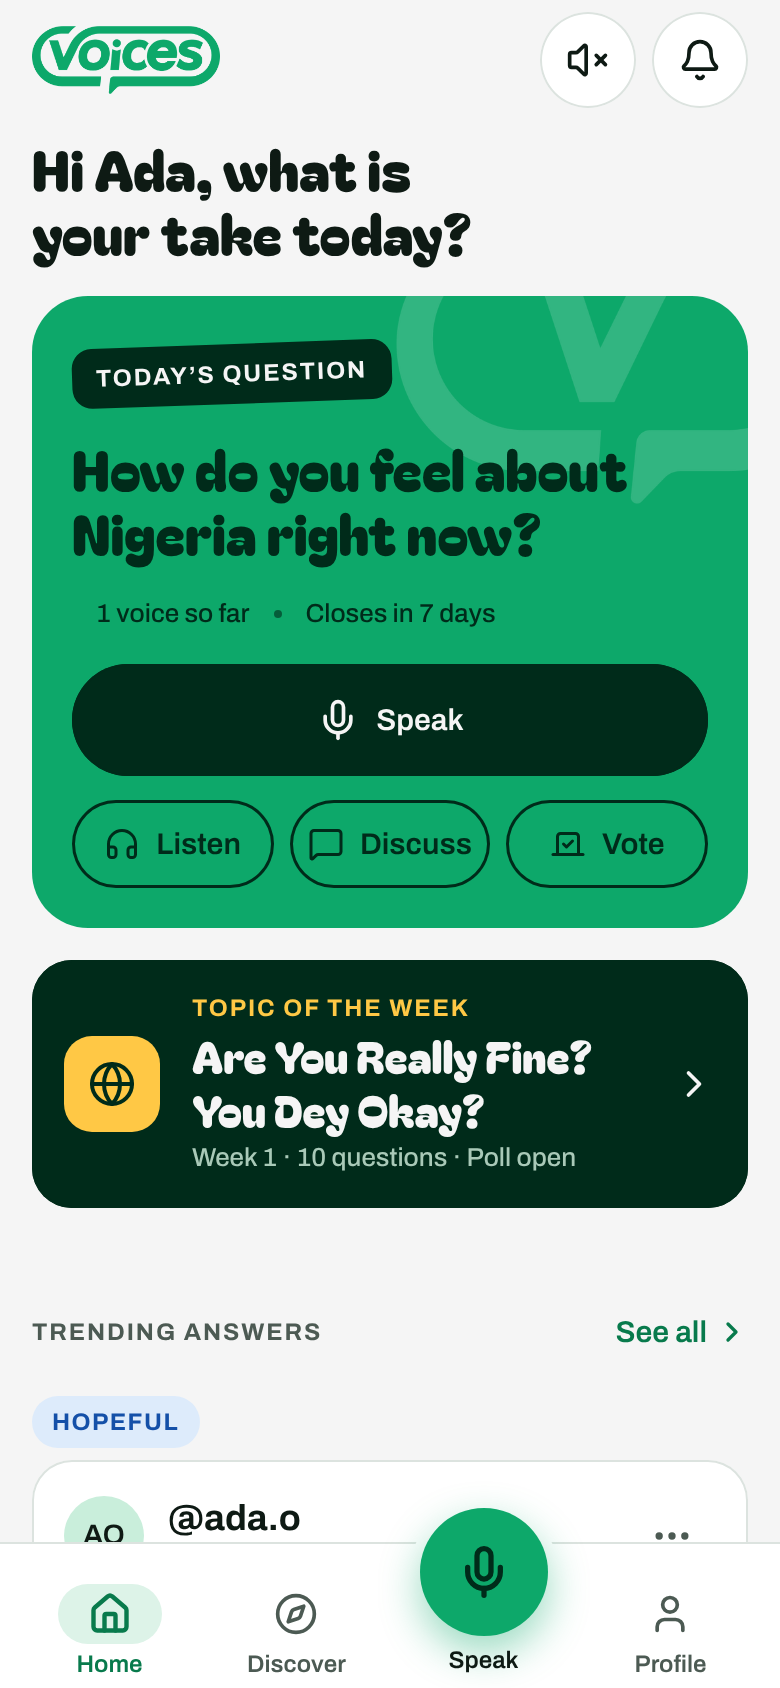 Voices
Hi Ada, what is
your take today?
TODAY’S QUESTION
How do you feel about
Nigeria right now?
1 voice so far • Closes in 7 days
Speak
Listen Discuss Vote
TOPIC OF THE WEEK
Are You Really Fine?
You Dey Okay?
Week 1 · 10 questions · Poll open
TRENDING ANSWERS See all
HOPEFUL
AO @ada.o
Home Discover Speak Profile